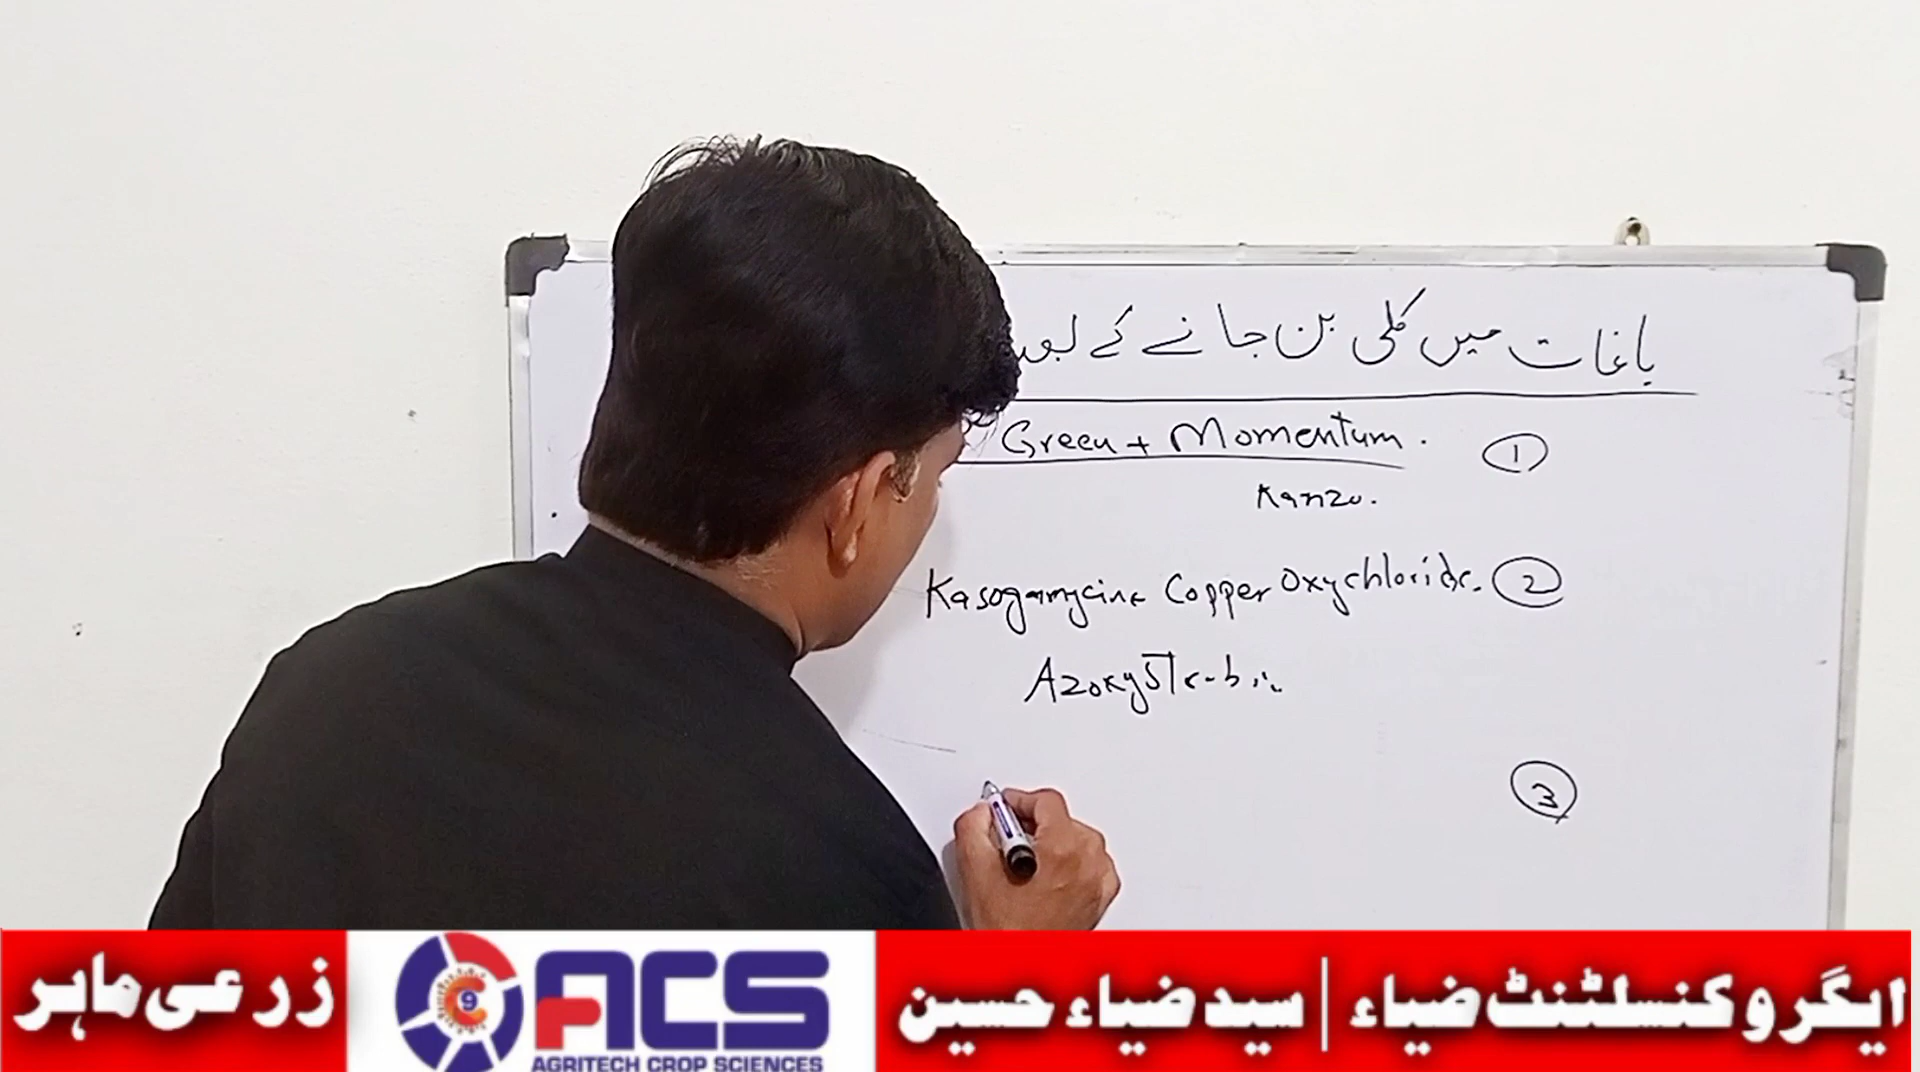 باغات میں کلی بن جانے کے بعد
Green + Momentum. ①
Kanzo.
Kasogamycine Copper Oxychloride. ②
Azoxystrobin
③
زرعی ماہر
ACS
AGRITECH CROP SCIENCES
ایگرو کنسلٹنٹ ضیاء | سید ضیاء حسین